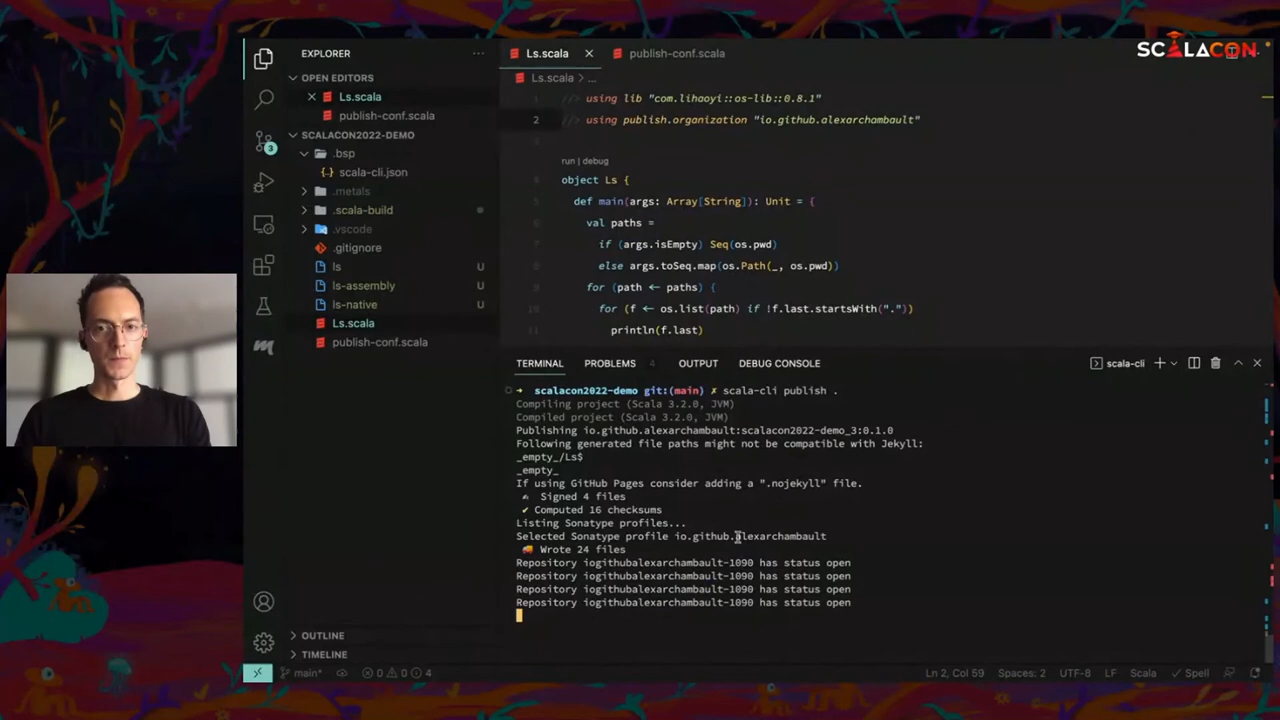 SCALACON
EXPLORER
OPEN EDITORS
Ls.scala
publish-conf.scala
SCALACON2022-DEMO
.bsp
scala-cli.json
.metals
.scala-build
.vscode
.gitignore
ls U
ls-assembly U
ls-native U
Ls.scala
publish-conf.scala
OUTLINE
TIMELINE
3
Ls.scala publish-conf.scala
Ls.scala > ...
1 //> using lib "com.lihaoyi::os-lib::0.8.1"
2 //> using publish.organization "io.github.alexarchambault"
run | debug
object Ls {
def main(args: Array[String]): Unit = {
val paths =
7 if (args.isEmpty) Seq(os.pwd)
8 else args.toSeq.map(os.Path(_, os.pwd))
9 for (path ← paths) {
10 for (f ← os.list(path) if !f.last.startsWith("."))
11 println(f.last)
TERMINAL PROBLEMS 4 OUTPUT DEBUG CONSOLE scala-cli
➜ scalacon2022-demo git:(main) ✗ scala-cli publish .
Compiling project (Scala 3.2.0, JVM)
Compiled project (Scala 3.2.0, JVM)
Publishing io.github.alexarchambault:scalacon2022-demo_3:0.1.0
Following generated file paths might not be compatible with Jekyll:
_empty_/Ls$
_empty_
If using GitHub Pages consider adding a ".nojekyll" file.
Signed 4 files
✔ Computed 16 checksums
Listing Sonatype profiles...
Selected Sonatype profile io.github.alexarchambault
🚚 Wrote 24 files
Repository iogithubalexarchambault-1090 has status open
Repository iogithubalexarchambault-1090 has status open
Repository iogithubalexarchambault-1090 has status open
Repository iogithubalexarchambault-1090 has status open
main* 0 0 4 Ln 2, Col 59 Spaces: 2 UTF-8 LF Scala ✓ Spell